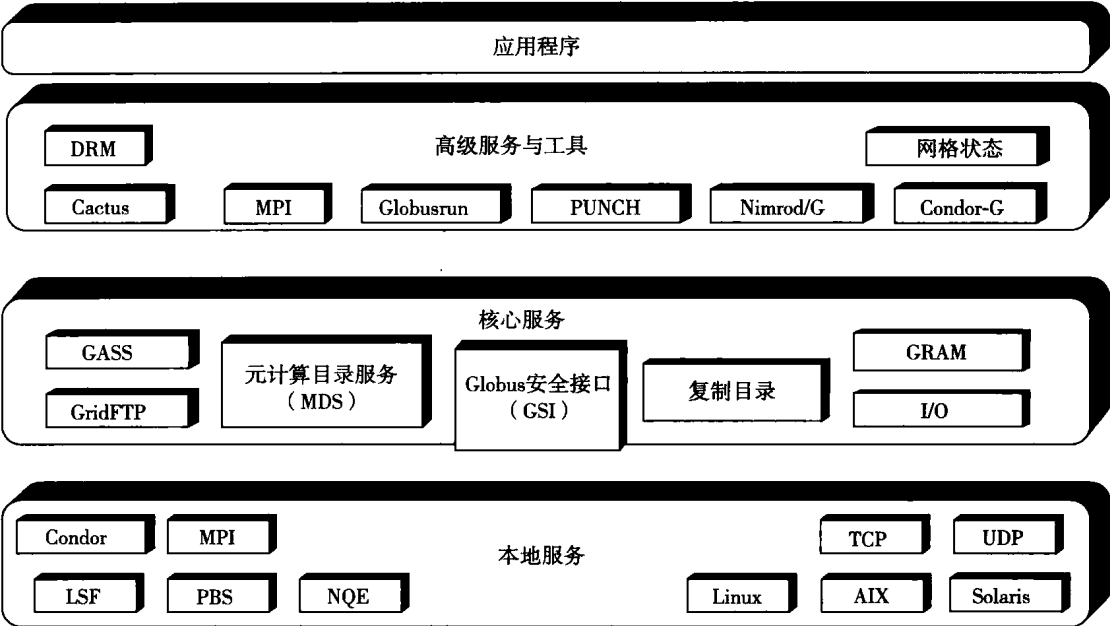 应用程序
高级服务与工具
DRM
网格状态
Cactus
MPI
Globusrun
PUNCH
Nimrod/G
Condor-G
核心服务
GASS
GridFTP
元计算目录服务
（MDS）
Globus安全接口
（GSI）
复制目录
GRAM
I/O
本地服务
Condor
MPI
TCP
UDP
LSF
PBS
NQE
Linux
AIX
Solaris